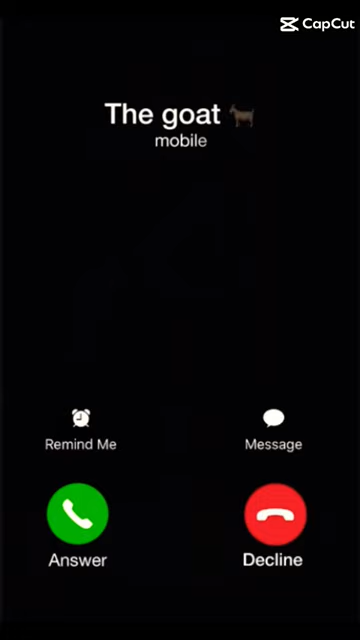 CapCut
The goat 🐐
mobile
Remind Me
Message
Answer
Decline